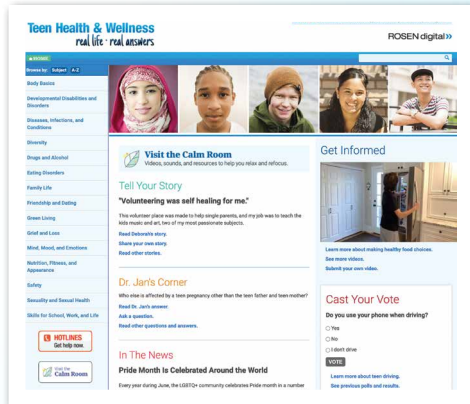 Teen Health & Wellness
real life · real answers
ROSEN digital
HOME
Browse by: Subject A-Z
Body Basics
Developmental Disabilities and
Disorders
Diseases, Infections, and
Conditions
Diversity
Drugs and Alcohol
Eating Disorders
Family Life
Friendship and Dating
Green Living
Grief and Loss
Mind, Mood, and Emotions
Nutrition, Fitness, and
Appearance
Safety
Sexuality and Sexual Health
Skills for School, Work, and Life
HOTLINES
Get help now.
Visit the
Calm Room
Visit the Calm Room
Videos, sounds, and resources to help you relax and refocus.
Tell Your Story
"Volunteering was self healing for me."
This volunteer place was made to help single parents, and my job was to teach the
kids music and art, two of my most passionate subjects.
Read Deborah's story.
Share your own story.
Read other stories.
Dr. Jan's Corner
Who else is affected by a teen pregnancy other than the teen father and teen mother?
Read Dr. Jan's answer.
Ask a question.
Read other questions and answers.
In The News
Pride Month is Celebrated Around the World
Every year during June, the LGBTQ+ community celebrates Pride month in a number
Get Informed
Learn more about making healthy food choices.
See more videos.
Submit your own video.
Cast Your Vote
Do you use your phone when driving?
Yes
No
I don't drive
VOTE
Learn more about teen driving.
See previous polls and results.